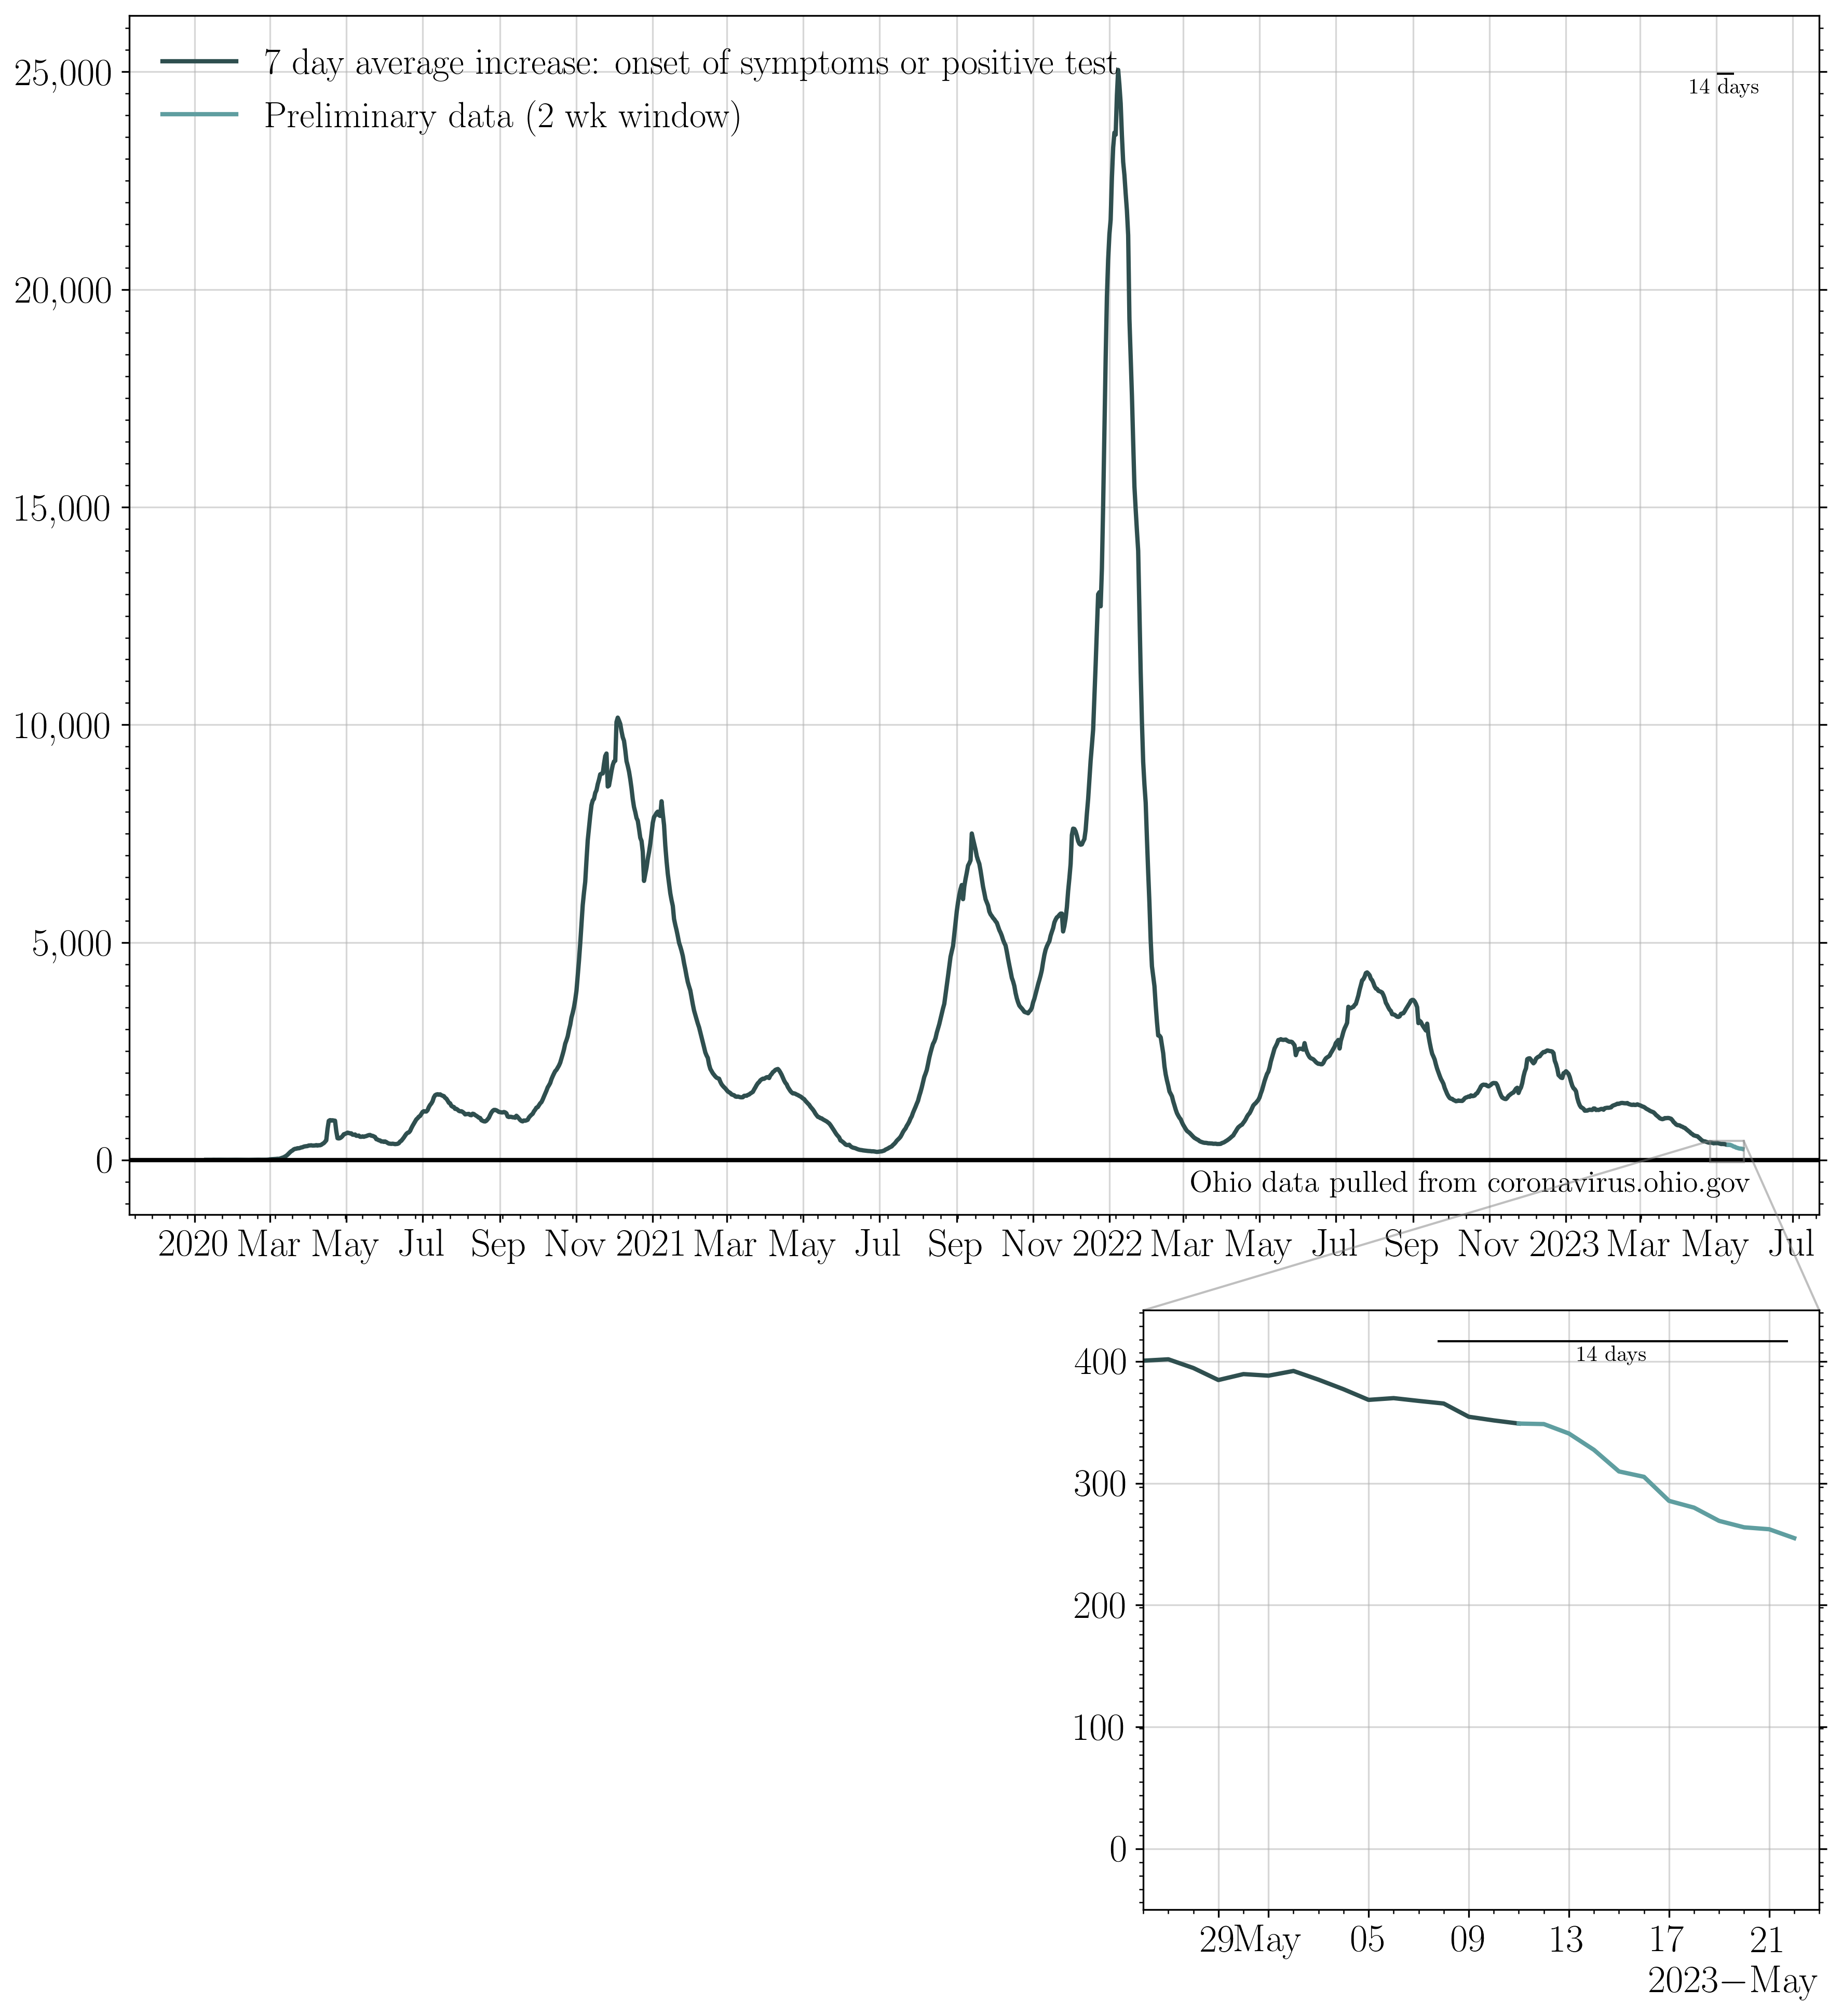 7 day average increase: onset of symptoms or positive test
Preliminary data (2 wk window)
14 days
25,000
20,000
15,000
10,000
5,000
0
Ohio data pulled from coronavirus.ohio.gov
2020 Mar May Jul Sep Nov 2021 Mar May Jul Sep Nov 2022 Mar May Jul Sep Nov 2023 Mar May Jul
14 days
400
300
200
100
0
29 May 05 09 13 17 21
2023−May